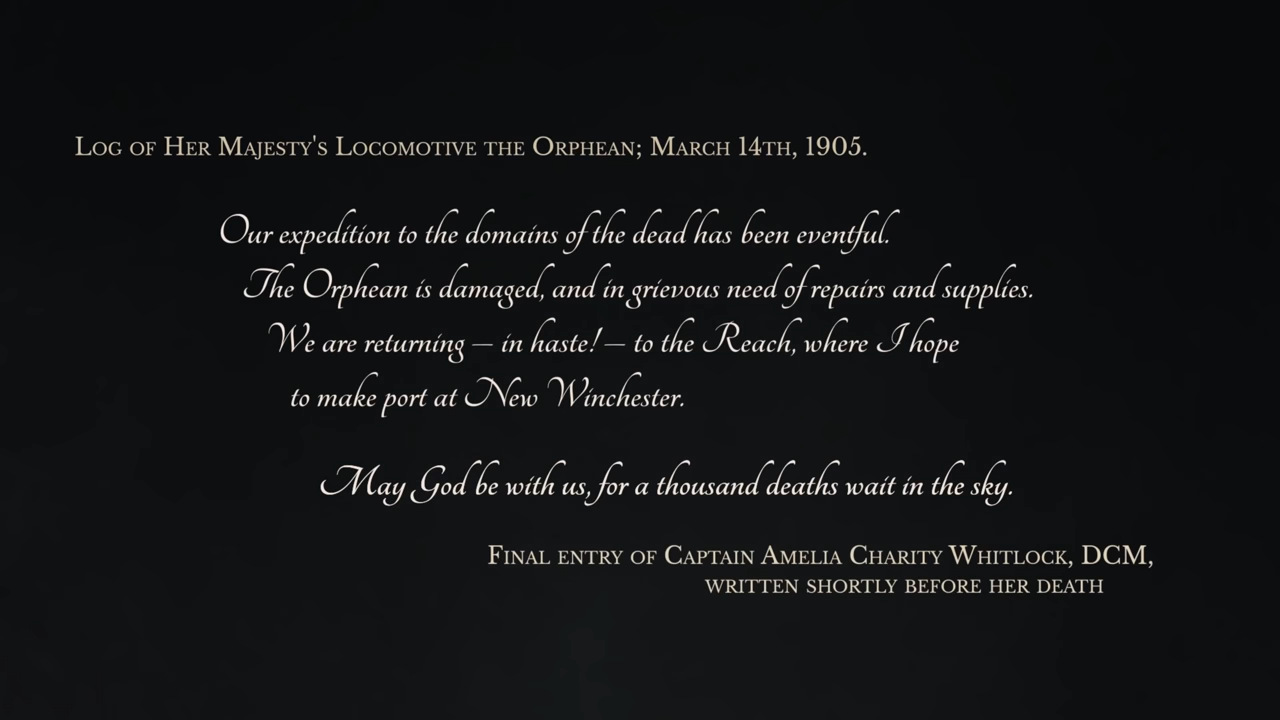 Log of Her Majesty's Locomotive the Orphean; March 14th, 1905.
Our expedition to the domains of the dead has been eventful.
The Orphean is damaged, and in grievous need of repairs and supplies.
We are returning – in haste! – to the Reach, where I hope
to make port at New Winchester.
May God be with us, for a thousand deaths wait in the sky.
Final entry of Captain Amelia Charity Whitlock, DCM,
written shortly before her death